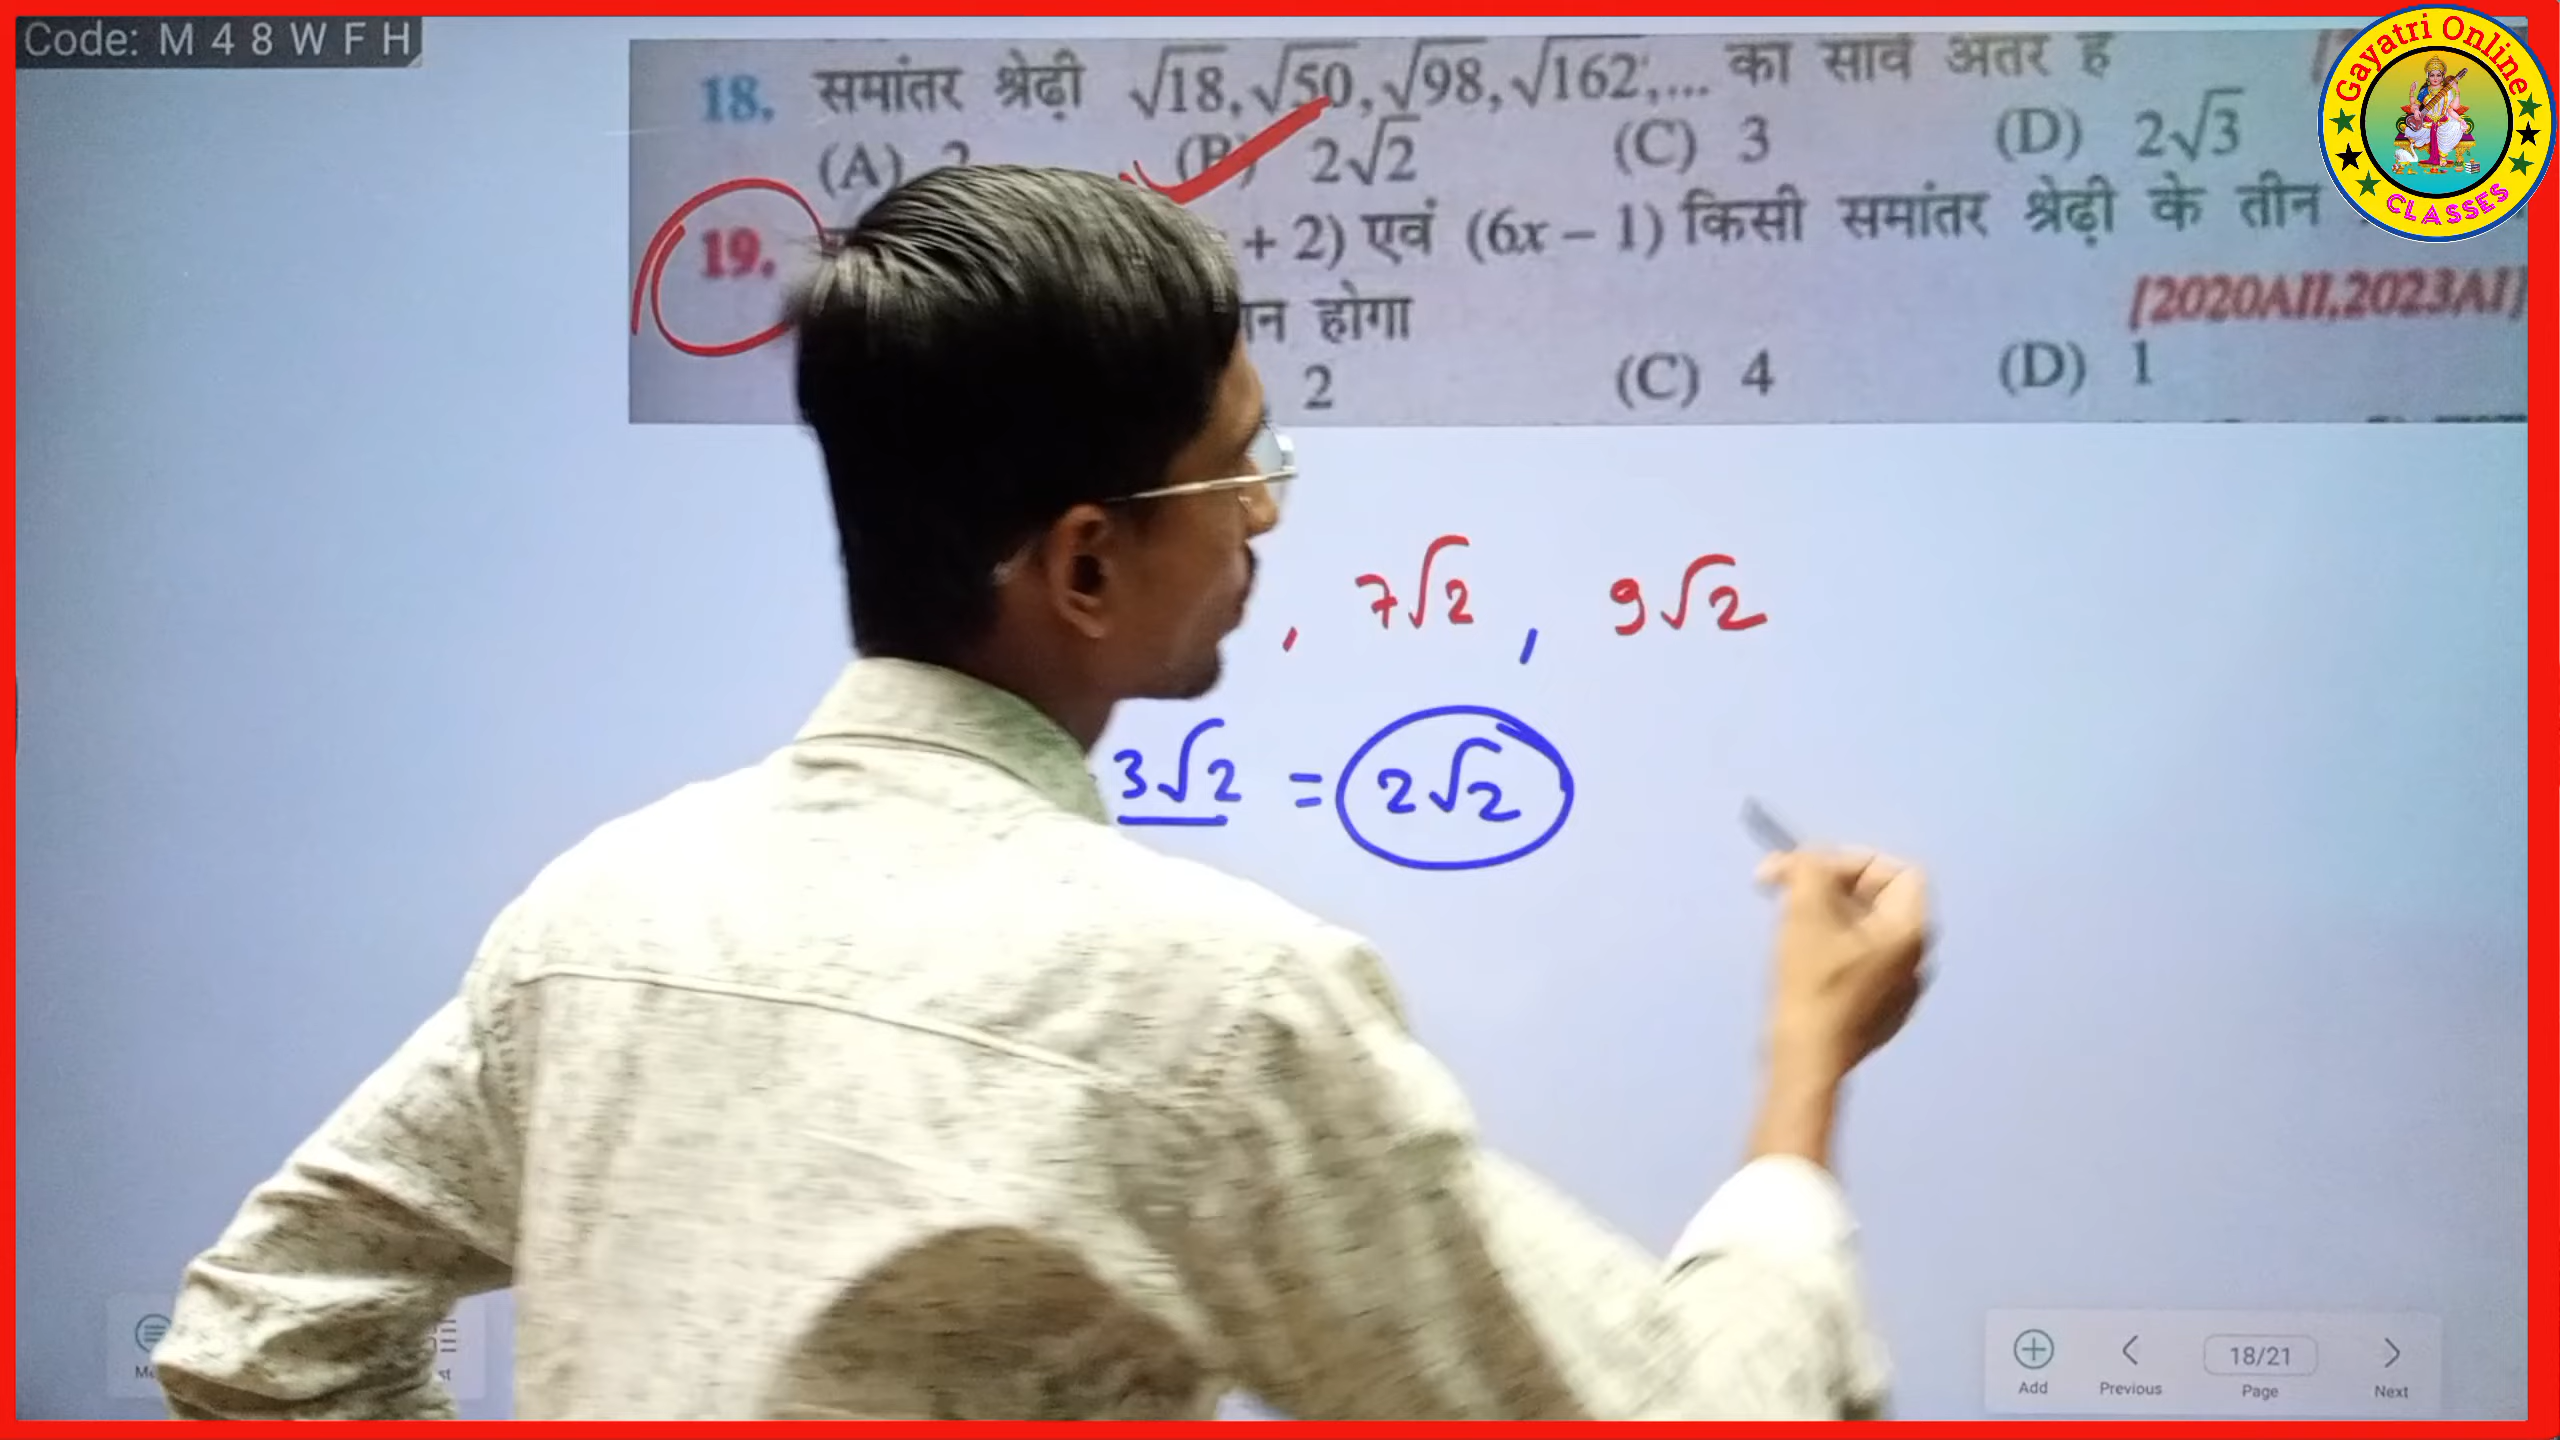 Code: M 4 8 W F H
Gayatri Online
CLASSES
18. समांतर श्रेढ़ी √18, √50, √98, √162,... का सार्व अंतर है
(A) 2 (B) 2√2 (C) 3 (D) 2√3
19. + 2) एवं (6x – 1) किसी समांतर श्रेढ़ी के तीन
होगा [2020AII,2023AI]
2 (C) 4 (D) 1
, 7√2 , 9√2
3√2 = 2√2
Add Previous 18/21 Page Next